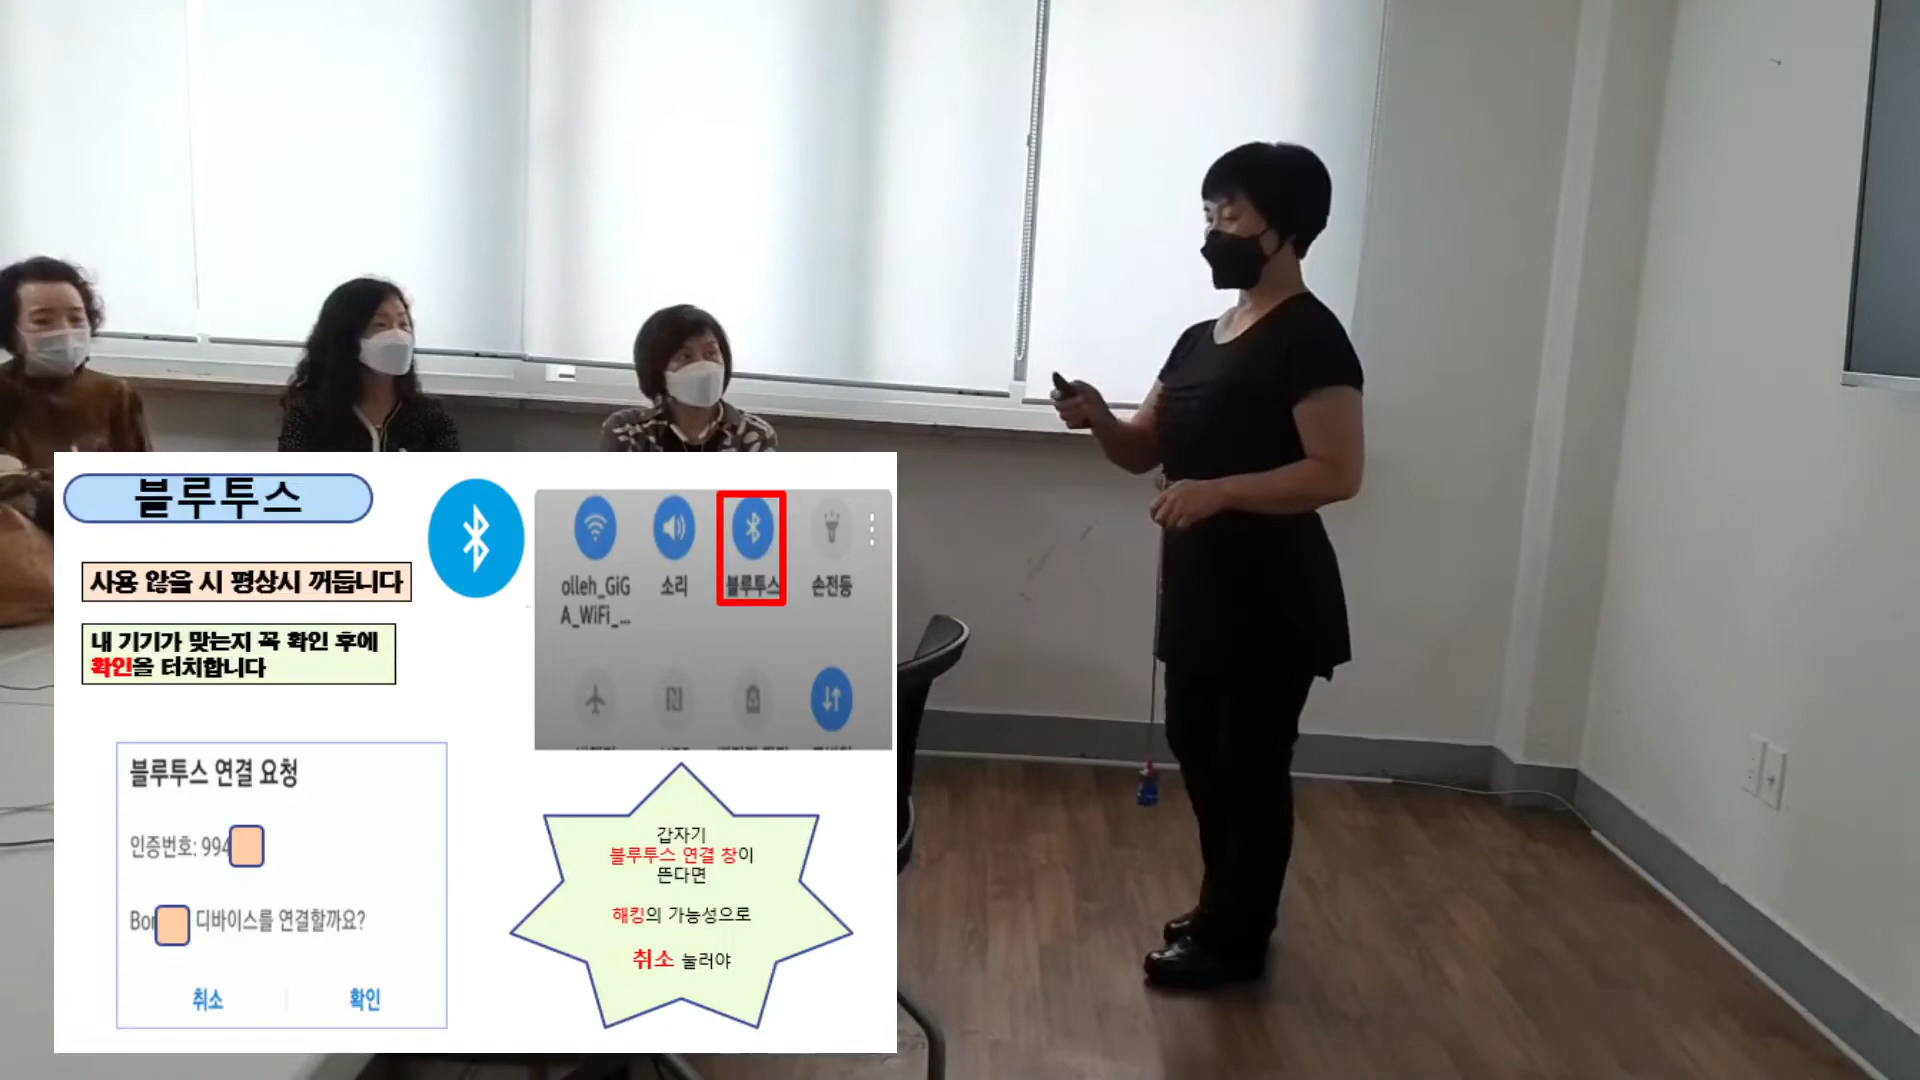 블루투스
사용 않을 시 평상시 꺼둡니다
내 기기가 맞는지 꼭 확인 후에
확인을 터치합니다
olleh_GiG
A_WiFi_...
소리
블루투스
손전등
블루투스 연결 요청
인증번호: 994
Bor 디바이스를 연결할까요?
취소
확인
갑자기
블루투스 연결 창이
뜬다면
해킹의 가능성으로
취소 눌러야